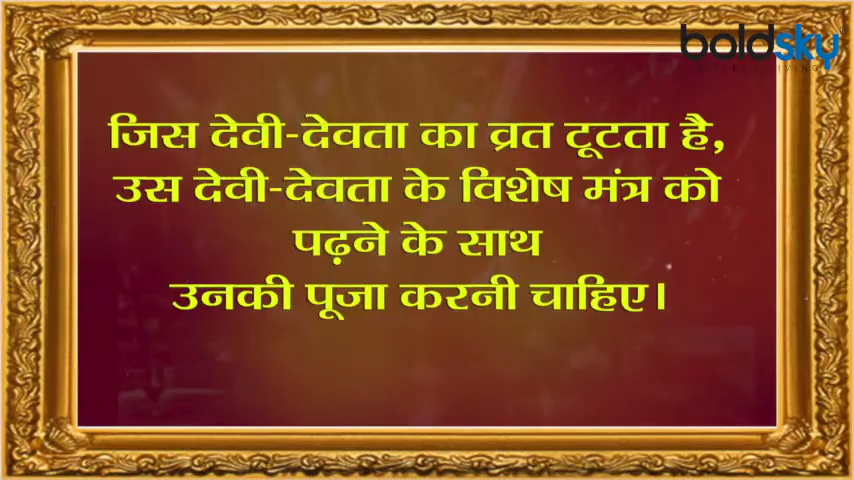 boldsky
जिस देवी-देवता का व्रत टूटता है,
उस देवी-देवता के विशेष मंत्र को
पढ़ने के साथ
उनकी पूजा करनी चाहिए।